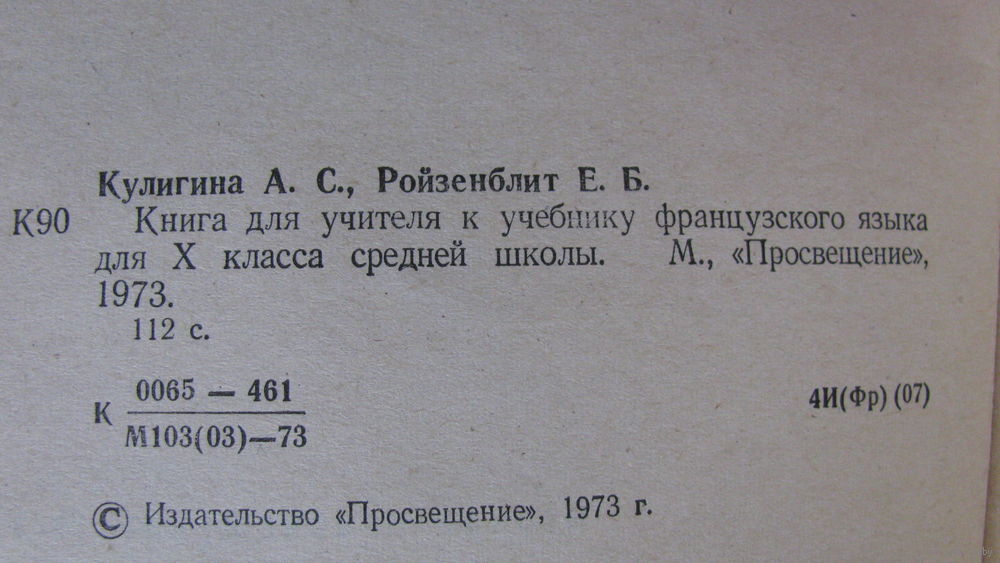 Кулигина А. С., Ройзенблит Е. Б.
К90 Книга для учителя к учебнику французского языка
для X класса средней школы. М., «Просвещение»,
1973.
112 с.
К 0065 — 461
М103(03)—73
4И(Фр) (07)
© Издательство «Просвещение», 1973 г.